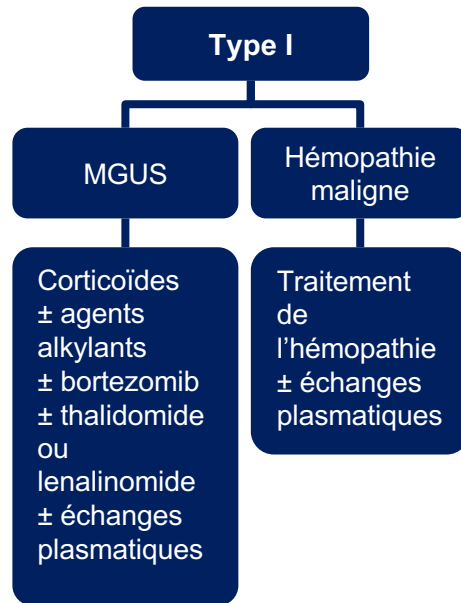 Type I
MGUS
Hémopathie
maligne
Corticoïdes
± agents
alkylants
± bortezomib
± thalidomide
ou
lenalinomide
± échanges
plasmatiques
Traitement
de
l’hémopathie
± échanges
plasmatiques